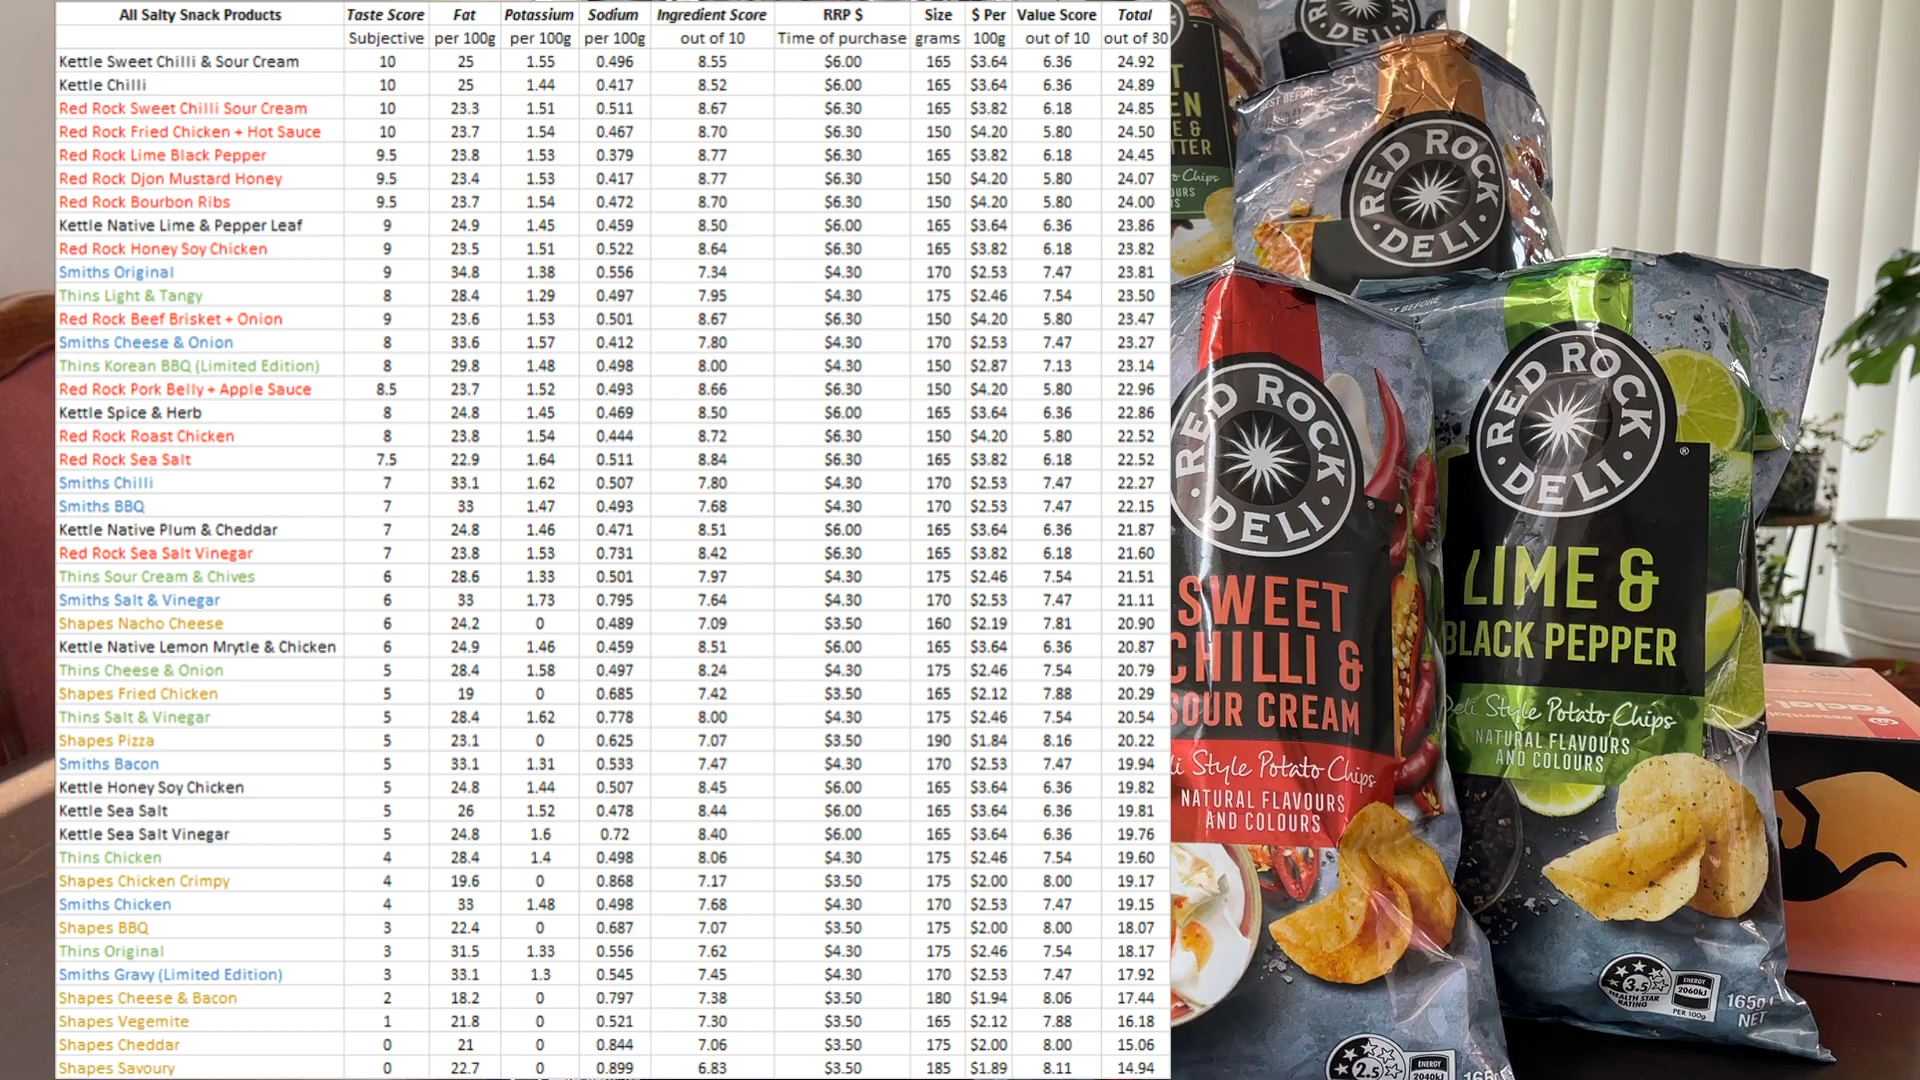 All Salty Snack Products Taste Score Fat Potassium Sodium Ingredient Score RRP $ Size $ Per Value Score Total
Subjective per 100g per 100g per 100g out of 10 Time of purchase grams 100g out of 10 out of 30
Kettle Sweet Chilli & Sour Cream 10 25 1.55 0.496 8.55 $6.00 165 $3.64 6.36 24.92
Kettle Chilli 10 25 1.44 0.417 8.52 $6.00 165 $3.64 6.36 24.89
Red Rock Sweet Chilli Sour Cream 10 23.3 1.51 0.511 8.67 $6.30 165 $3.82 6.18 24.85
Red Rock Fried Chicken + Hot Sauce 10 23.7 1.54 0.467 8.70 $6.30 150 $4.20 5.80 24.50
Red Rock Lime Black Pepper 9.5 23.8 1.53 0.379 8.77 $6.30 165 $3.82 6.18 24.45
Red Rock Djon Mustard Honey 9.5 23.4 1.53 0.417 8.77 $6.30 150 $4.20 5.80 24.07
Red Rock Bourbon Ribs 9.5 23.7 1.54 0.472 8.70 $6.30 150 $4.20 5.80 24.00
Kettle Native Lime & Pepper Leaf 9 24.9 1.45 0.459 8.50 $6.00 165 $3.64 6.36 23.86
Red Rock Honey Soy Chicken 9 23.5 1.51 0.522 8.64 $6.30 165 $3.82 6.18 23.82
Smiths Original 9 34.8 1.38 0.556 7.34 $4.30 170 $2.53 7.47 23.81
Thins Light & Tangy 8 28.4 1.29 0.497 7.95 $4.30 175 $2.46 7.54 23.50
Red Rock Beef Brisket + Onion 9 23.6 1.53 0.501 8.67 $6.30 150 $4.20 5.80 23.47
Smiths Cheese & Onion 8 33.6 1.57 0.412 7.80 $4.30 170 $2.53 7.47 23.27
Thins Korean BBQ (Limited Edition) 8 29.8 1.48 0.498 8.00 $4.30 150 $2.87 7.13 23.14
Red Rock Pork Belly + Apple Sauce 8.5 23.7 1.52 0.493 8.66 $6.30 150 $4.20 5.80 22.96
Kettle Spice & Herb 8 24.8 1.45 0.469 8.50 $6.00 165 $3.64 6.36 22.86
Red Rock Roast Chicken 8 23.8 1.54 0.444 8.72 $6.30 150 $4.20 5.80 22.52
Red Rock Sea Salt 7.5 22.9 1.64 0.511 8.84 $6.30 165 $3.82 6.18 22.52
Smiths Chilli 7 33.1 1.62 0.507 7.80 $4.30 170 $2.53 7.47 22.27
Smiths BBQ 7 33 1.47 0.493 7.68 $4.30 170 $2.53 7.47 22.15
Kettle Native Plum & Cheddar 7 24.8 1.46 0.471 8.51 $6.00 165 $3.64 6.36 21.87
Red Rock Sea Salt Vinegar 7 23.8 1.53 0.731 8.42 $6.30 165 $3.82 6.18 21.60
Thins Sour Cream & Chives 6 28.6 1.33 0.501 7.97 $4.30 175 $2.46 7.54 21.51
Smiths Salt & Vinegar 6 33 1.73 0.795 7.64 $4.30 170 $2.53 7.47 21.11
Shapes Nacho Cheese 6 24.2 0 0.489 7.09 $3.50 160 $2.19 7.81 20.90
Kettle Native Lemon Mrytle & Chicken 6 24.9 1.46 0.459 8.51 $6.00 165 $3.64 6.36 20.87
Thins Cheese & Onion 5 28.4 1.58 0.497 8.24 $4.30 175 $2.46 7.54 20.79
Shapes Fried Chicken 5 19 0 0.685 7.42 $3.50 165 $2.12 7.88 20.29
Thins Salt & Vinegar 5 28.4 1.62 0.778 8.00 $4.30 175 $2.46 7.54 20.54
Shapes Pizza 5 23.1 0 0.625 7.07 $3.50 190 $1.84 8.16 20.22
Smiths Bacon 5 33.1 1.31 0.533 7.47 $4.30 170 $2.53 7.47 19.94
Kettle Honey Soy Chicken 5 24.8 1.44 0.507 8.45 $6.00 165 $3.64 6.36 19.82
Kettle Sea Salt 5 26 1.52 0.478 8.44 $6.00 165 $3.64 6.36 19.81
Kettle Sea Salt Vinegar 5 24.8 1.6 0.72 8.40 $6.00 165 $3.64 6.36 19.76
Thins Chicken 4 28.4 1.4 0.498 8.06 $4.30 175 $2.46 7.54 19.60
Shapes Chicken Crimpy 4 19.6 0 0.868 7.17 $3.50 175 $2.00 8.00 19.17
Smiths Chicken 4 33 1.48 0.498 7.68 $4.30 170 $2.53 7.47 19.15
Shapes BBQ 3 22.4 0 0.687 7.07 $3.50 175 $2.00 8.00 18.07
Thins Original 3 31.5 1.33 0.556 7.62 $4.30 175 $2.46 7.54 18.17
Smiths Gravy (Limited Edition) 3 33.1 1.3 0.545 7.45 $4.30 170 $2.53 7.47 17.92
Shapes Cheese & Bacon 2 18.2 0 0.797 7.38 $3.50 180 $1.94 8.06 17.44
Shapes Vegemite 1 21.8 0 0.521 7.30 $3.50 165 $2.12 7.88 16.18
Shapes Cheddar 0 21 0 0.844 7.06 $3.50 175 $2.00 8.00 15.06
Shapes Savoury 0 22.7 0 0.899 6.83 $3.50 185 $1.89 8.11 14.94
BEST BEFORE
Chips
RED ROCK
DELI
RED ROCK
DELI
SWEET
CHILLI &
SOUR CREAM
Style Potato Chips
NATURAL FLAVOURS
AND COLOURS
2.5
ENERGY
2040kJ
RED ROCK
DELI
®
LIME &
BLACK PEPPER
Deli Style Potato Chips
NATURAL FLAVOURS
AND COLOURS
3.5
HEALTH STAR
RATING
ENERGY
2060kJ
PER 100g
165g
NET
facial